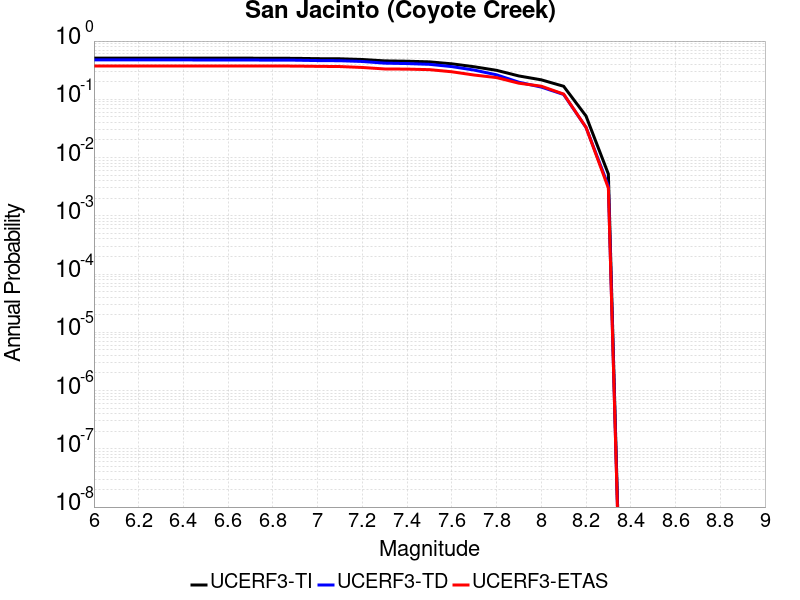 San Jacinto (Coyote Creek)
10^0
10^-1
10^-2
10^-3
10^-4
10^-5
10^-6
10^-7
10^-8
Annual Probability
6 6.2 6.4 6.6 6.8 7 7.2 7.4 7.6 7.8 8 8.2 8.4 8.6 8.8 9
Magnitude
UCERF3-TI UCERF3-TD UCERF3-ETAS